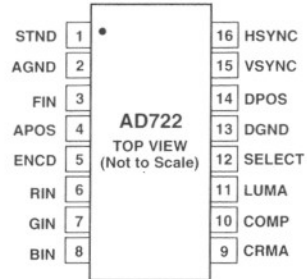 STND 1 16 HSYNC
AGND 2 15 VSYNC
FIN 3 14 DPOS
APOS 4 AD722 13 DGND
TOP VIEW
ENCD 5 (Not to Scale) 12 SELECT
RIN 6 11 LUMA
GIN 7 10 COMP
BIN 8 9 CRMA